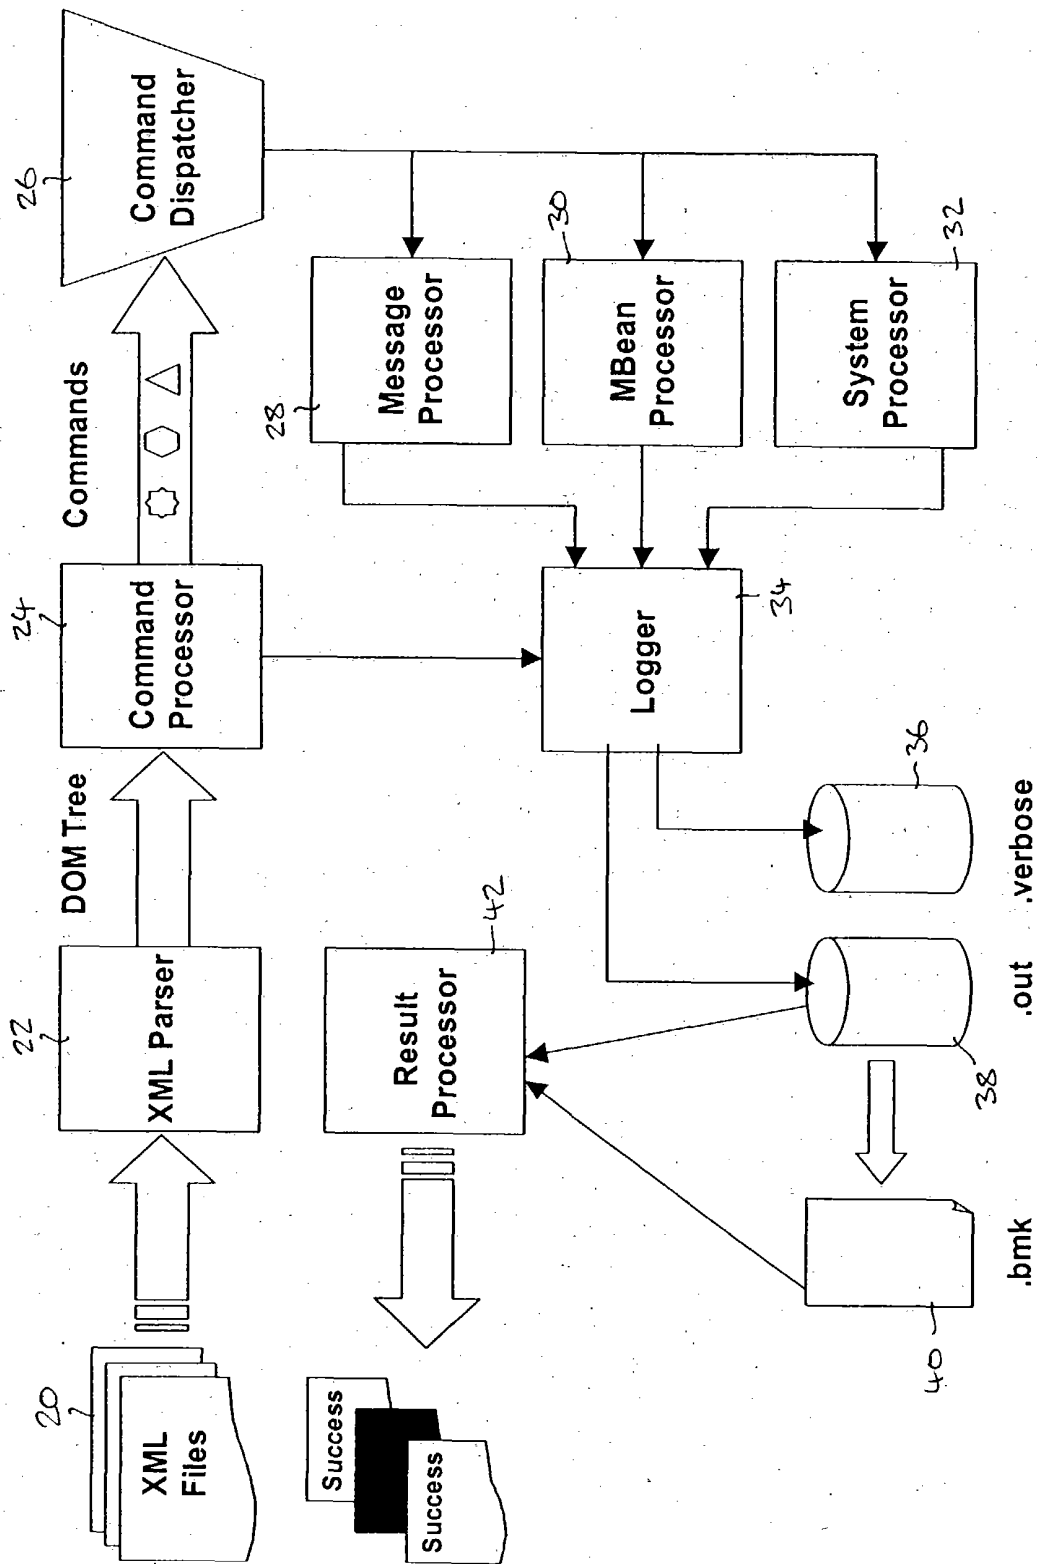 20
XML
Files
22
XML Parser
DOM Tree
24
Command
Processor
Commands
26
Command
Dispatcher
Success
Success
Result
Processor
42
28
Message
Processor
30
MBean
Processor
32
System
Processor
Logger
34
36
.verbose
38
.out
40
.bmk